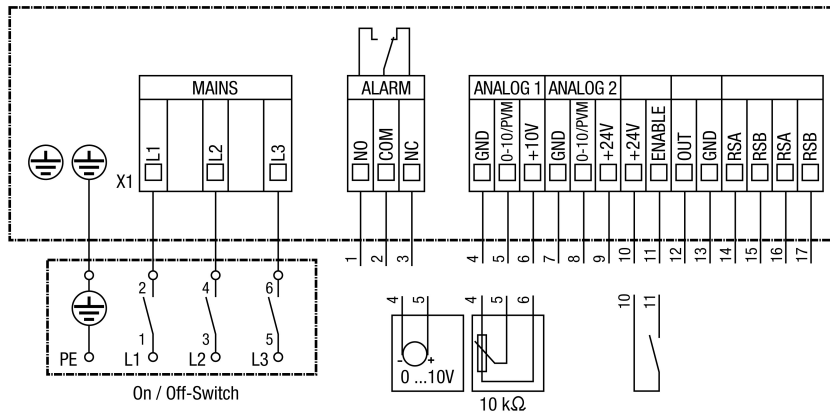 MAINS
ALARM
ANALOG 1
ANALOG 2
X1
L1
L2
L3
NO
COM
NC
GND
0-10/PVM
+10V
GND
0-10/PVM
+24V
+24V
ENABLE
OUT
GND
RSA
RSB
RSA
RSB
1
2
3
4
5
6
7
8
9
10
11
12
13
14
15
16
17
2
4
6
1
3
5
PE
L1
L2
L3
On / Off-Switch
4
5
- +
0 ...10V
4
5
6
10 kΩ
10
11